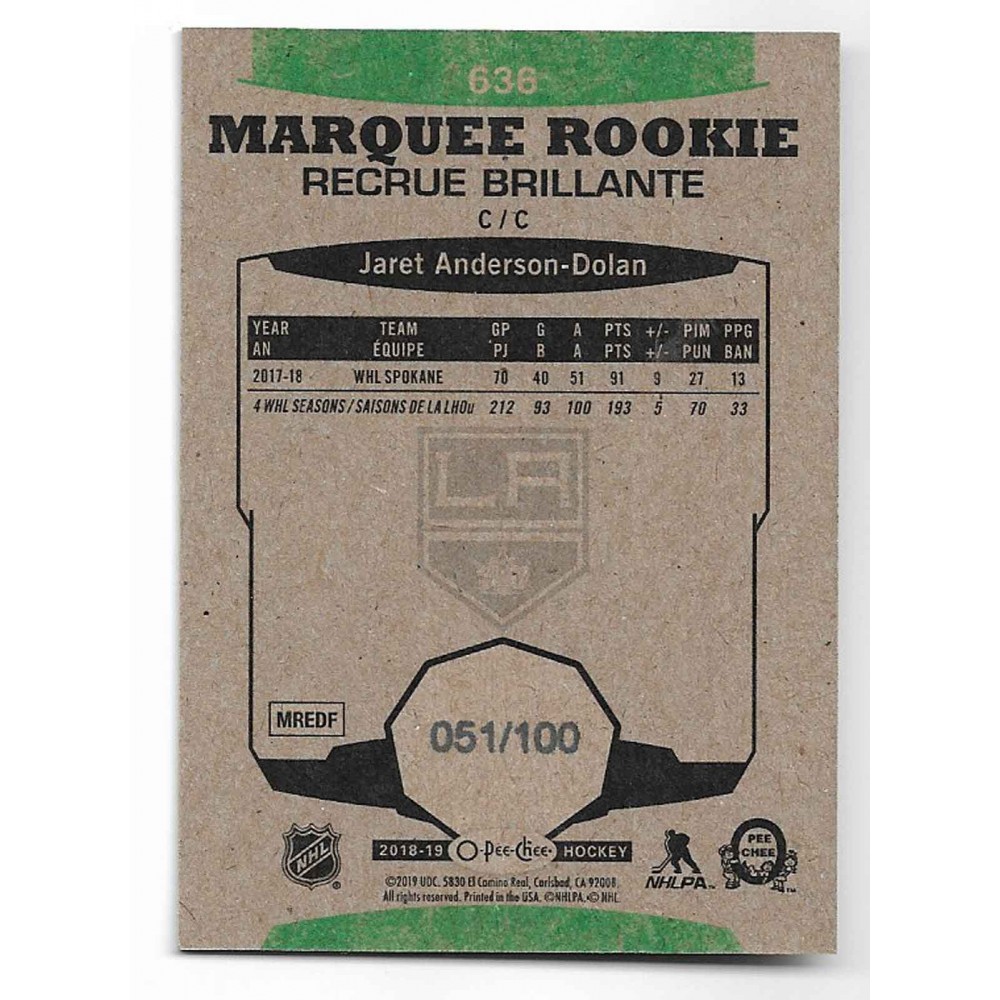 636
MARQUEE ROOKIE
RECRUE BRILLANTE
C / C
Jaret Anderson-Dolan
YEAR TEAM GP G A PTS +/- PIM PPG
AN ÉQUIPE PJ B A PTS +/- PUN BAN
2017-18 WHL SPOKANE 70 40 51 91 9 27 13
4 WHL SEASONS / SAISONS DE LA LHOu 212 93 100 193 5 70 33
LA
MREDF
051/100
NHL
2018-19 O-Pee-Chee HOCKEY
NHLPA
PEE CHEE
TM
©2019 UDC. 5830 El Camino Real, Carlsbad, CA 92008.
All rights reserved. Printed in the USA. ©NHLPA. © NHL.